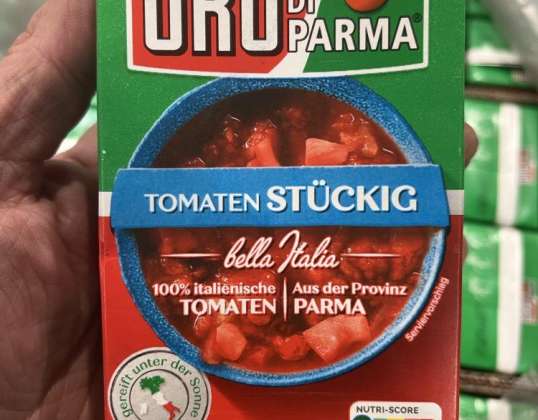 ORO DI
PARMA®
TOMATEN STÜCKIG
bella Italia
100% italienische
TOMATEN
Aus der Provinz
PARMA
Serviervorschlag
gereift unter der Sonne
NUTRI-SCORE